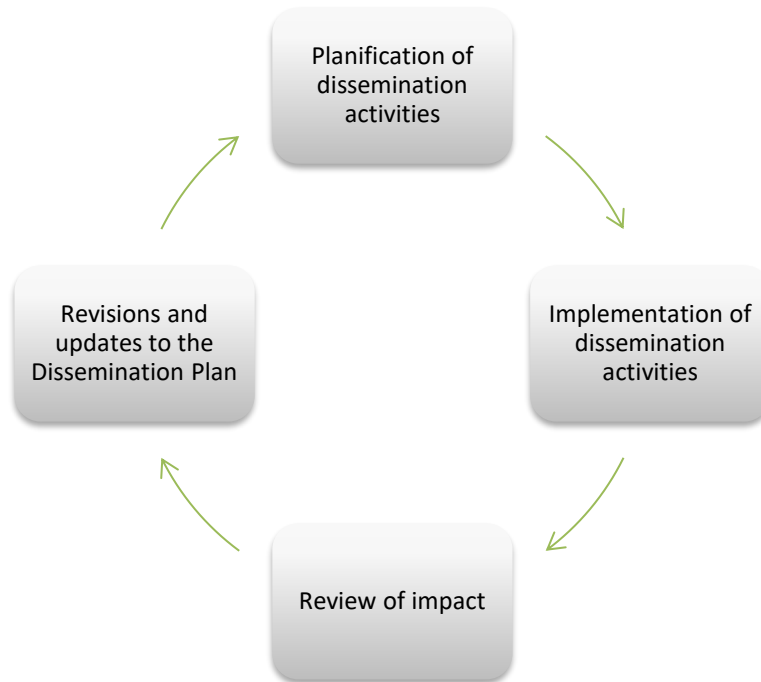 Planification of
dissemination
activities
Revisions and
updates to the
Dissemination Plan
Implementation of
dissemination
activities
Review of impact